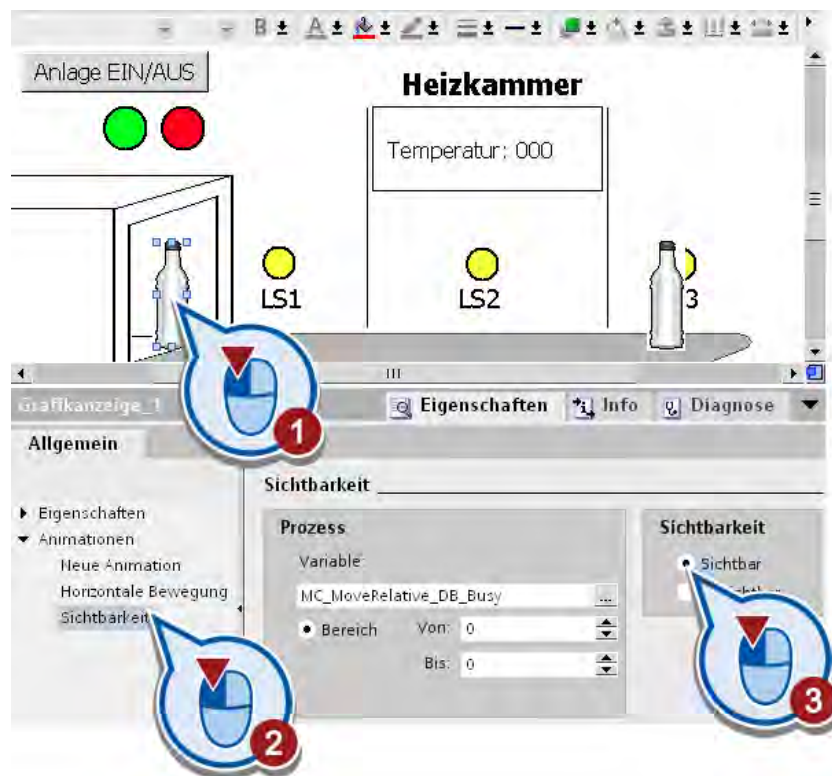 B A
Anlage EIN/AUS
Heizkammer
Temperatur: 000
LS1
LS2
3
Grafikanzeige_1
Eigenschaften
Info
Diagnose
Allgemein
Sichtbarkeit
Eigenschaften
Animationen
Neue Animation
Horizontale Bewegung
Sichtbarkeit
Prozess
Variable
MC_MoveRelative_DB_Busy
...
Bereich Von: 0
Bis: 0
Sichtbarkeit
Sichtbar
1
2
3